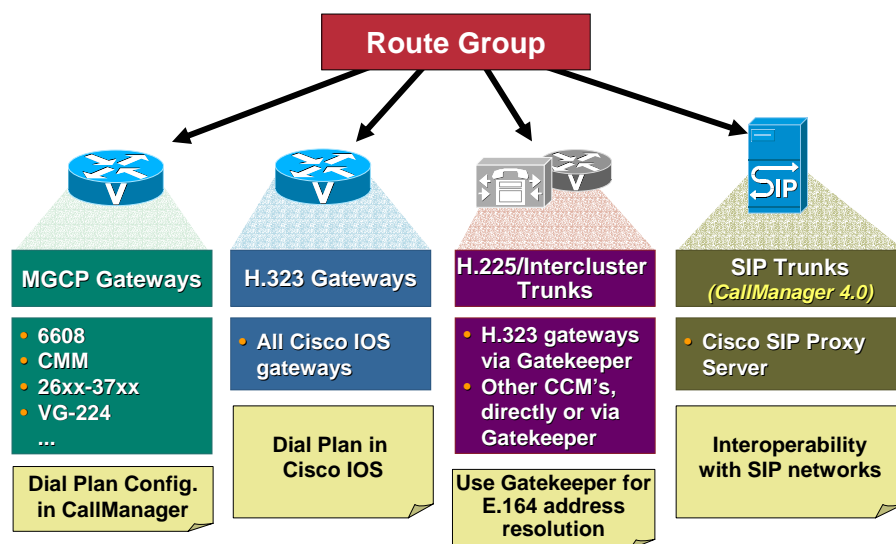 Route Group
V
V
V
SIP
MGCP Gateways
• 6608
• CMM
• 26xx-37xx
• VG-224
...
Dial Plan Config.
in CallManager
H.323 Gateways
• All Cisco IOS
gateways
Dial Plan in
Cisco IOS
H.225/Intercluster
Trunks
• H.323 gateways
via Gatekeeper
• Other CCM's,
directly or via
Gatekeeper
Use Gatekeeper for
E.164 address
resolution
SIP Trunks
(CallManager 4.0)
• Cisco SIP Proxy
Server
Interoperability
with SIP networks